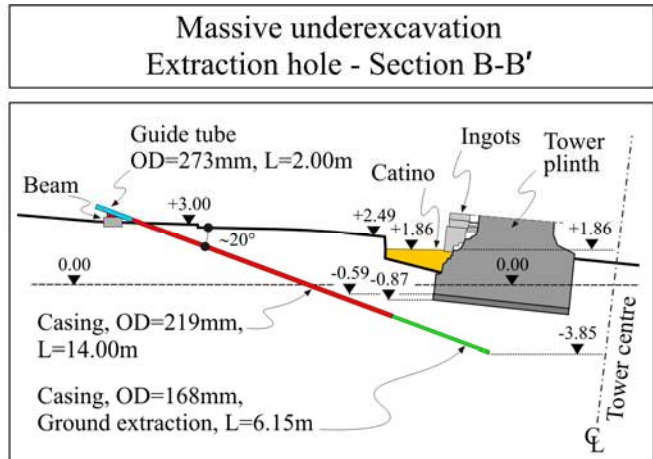 Massive underexcavation
Extraction hole - Section B-B′
Guide tube
OD=273mm, L=2.00m
Ingots
Tower
plinth
Beam
Catino
+3.00
+2.49
+1.86
+1.86
~20°
0.00
-0.59
-0.87
0.00
Casing, OD=219mm,
L=14.00m
-3.85
Casing, OD=168mm,
Ground extraction, L=6.15m
Tower centre
℄